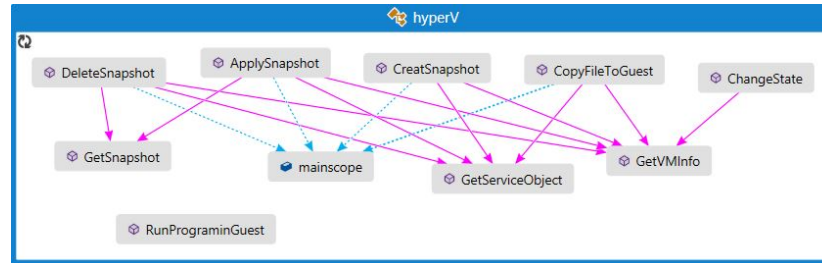 hyperV
DeleteSnapshot
ApplySnapshot
CreatSnapshot
CopyFileToGuest
ChangeState
GetSnapshot
mainscope
GetServiceObject
GetVMInfo
RunPrograminGuest